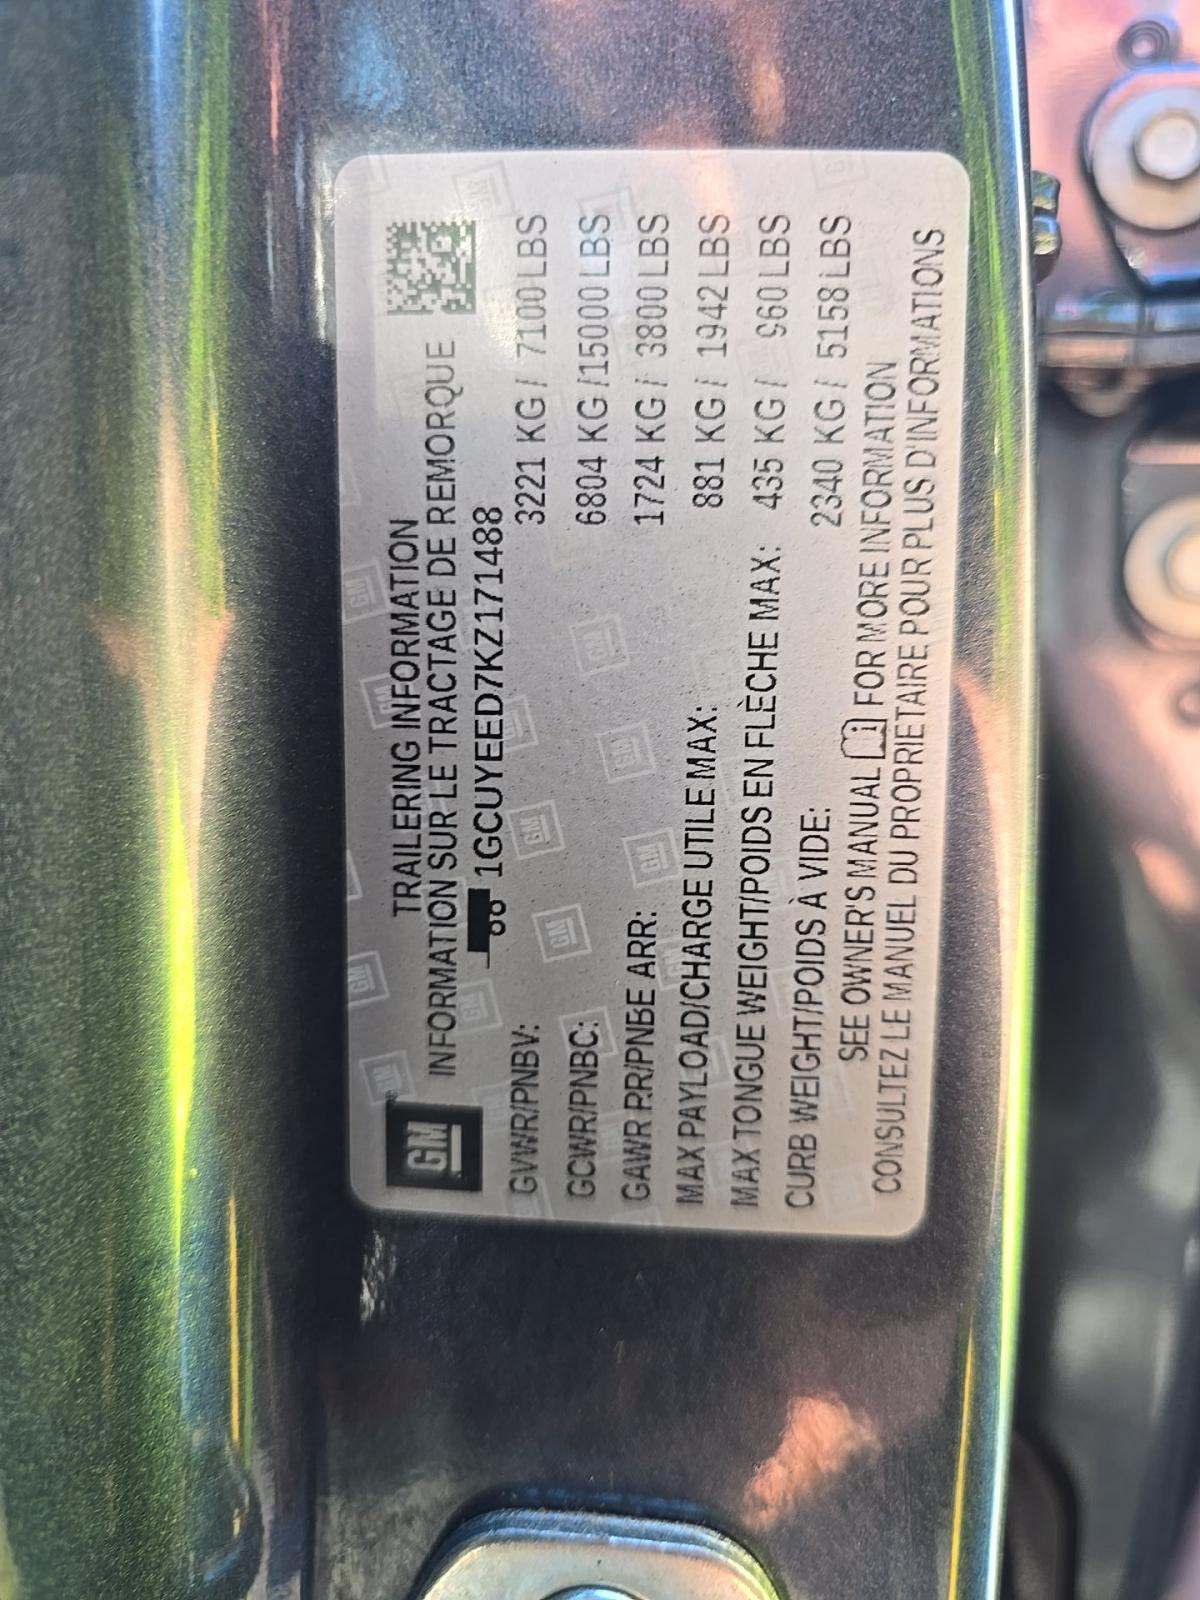 GM
TRAILERING INFORMATION
INFORMATION SUR LE TRACTAGE DE REMORQUE
1GCUYEED7KZ171488
GVWR/PNBV: 3221 KG / 7100 LBS
GCWR/PNBC: 6804 KG /15000 LBS
GAWR RR/PNBE ARR: 1724 KG / 3800 LBS
MAX PAYLOAD/CHARGE UTILE MAX: 881 KG / 1942 LBS
MAX TONGUE WEIGHT/POIDS EN FLÈCHE MAX: 435 KG / 960 LBS
CURB WEIGHT/POIDS À VIDE: 2340 KG / 5158 LBS
SEE OWNER'S MANUAL FOR MORE INFORMATION
CONSULTEZ LE MANUEL DU PROPRIETAIRE POUR PLUS D'INFORMATIONS